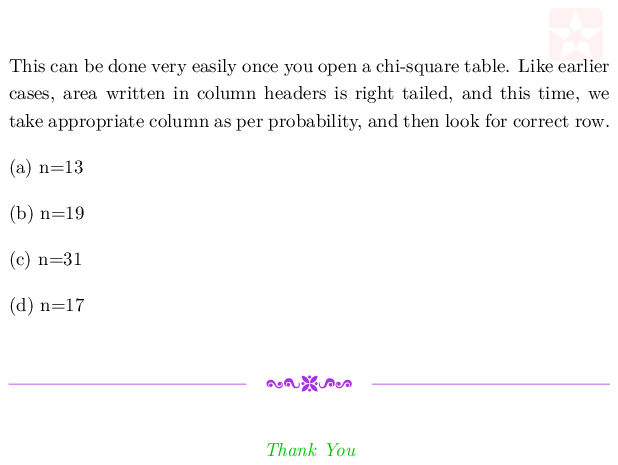 This can be done very easily once you open a chi-square table. Like earlier
cases, area written in column headers is right tailed, and this time, we
take appropriate column as per probability, and then look for correct row.
(a) n=13
(b) n=19
(c) n=31
(d) n=17
Thank You